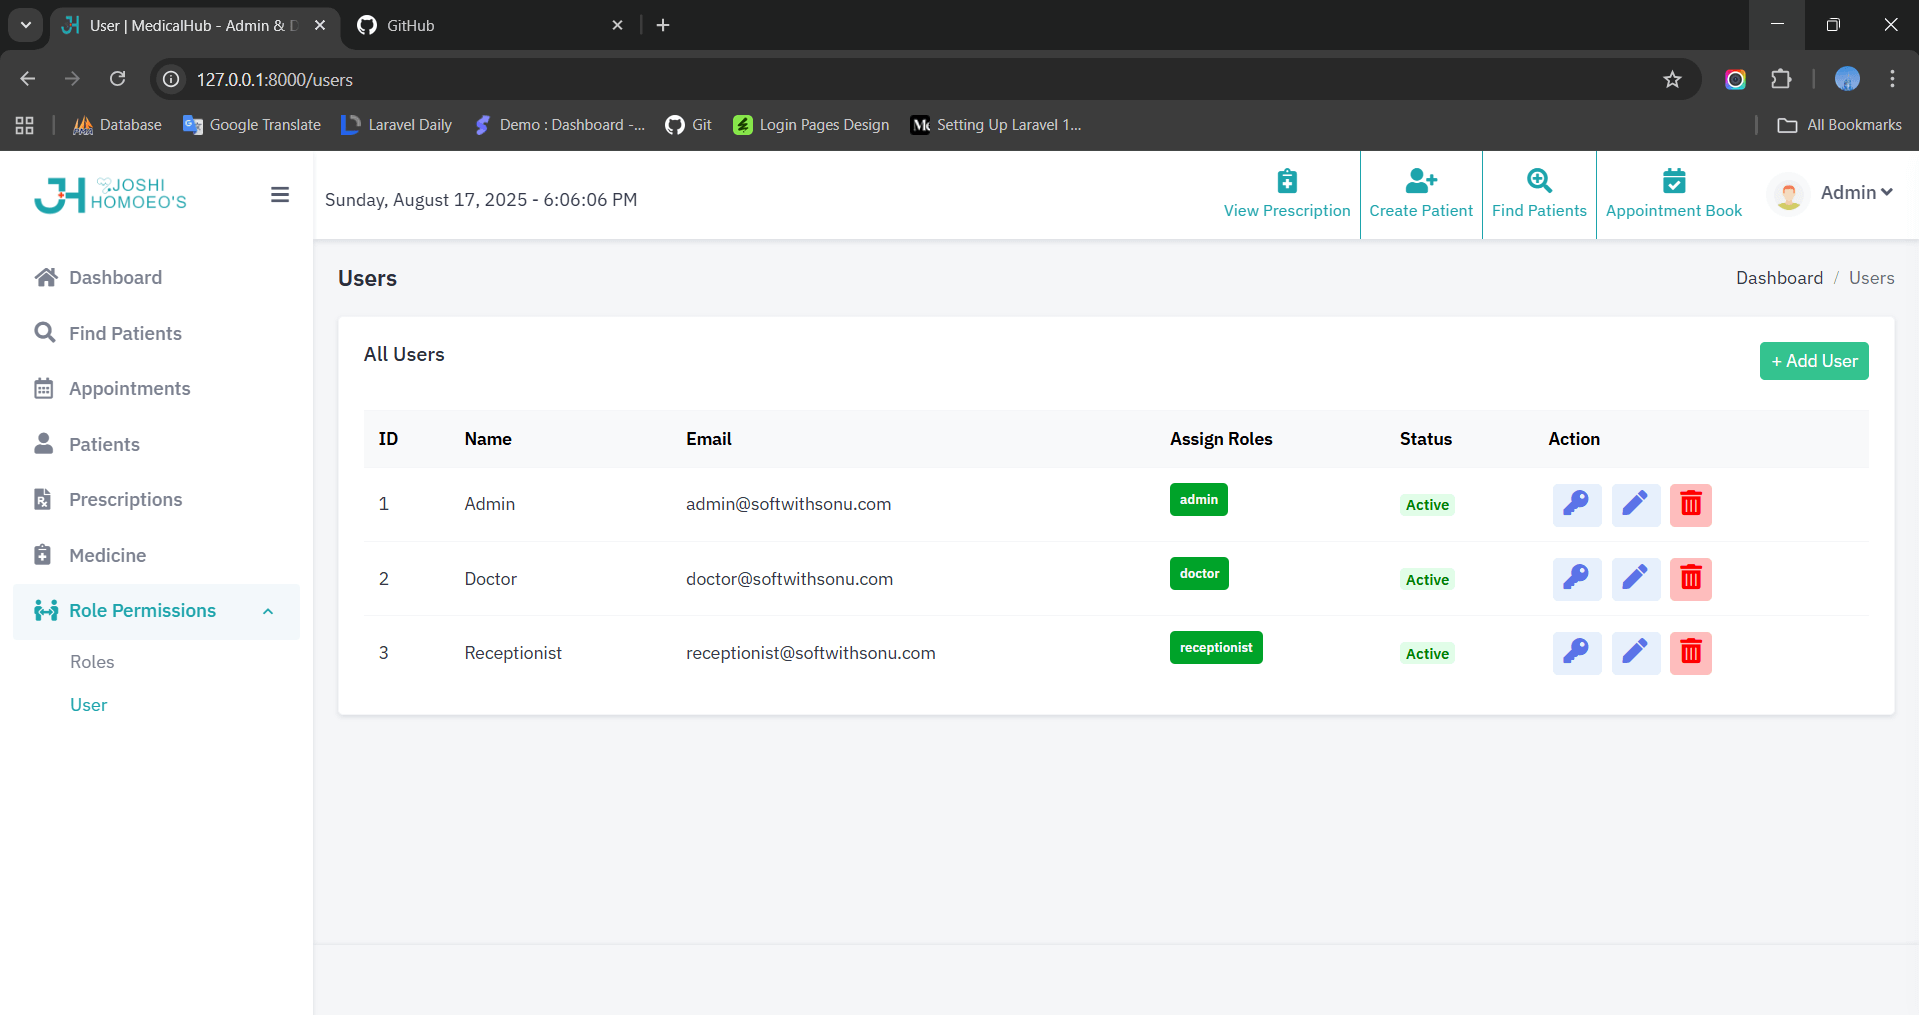 User | MedicalHub - Admin & D
GitHub
127.0.0.1:8000/users
Database
Google Translate
Laravel Daily
Demo : Dashboard -...
Git
Login Pages Design
Setting Up Laravel 1...
All Bookmarks
JH JOSHI
HOMOEO'S
Sunday, August 17, 2025 - 6:06:06 PM
View Prescription
Create Patient
Find Patients
Appointment Book
Admin
Dashboard
Find Patients
Appointments
Patients
Prescriptions
Medicine
Role Permissions
Roles
User
Users
Dashboard / Users
All Users
+ Add User
ID Name Email Assign Roles Status Action
1 Admin admin@softwithsonu.com admin Active
2 Doctor doctor@softwithsonu.com doctor Active
3 Receptionist receptionist@softwithsonu.com receptionist Active